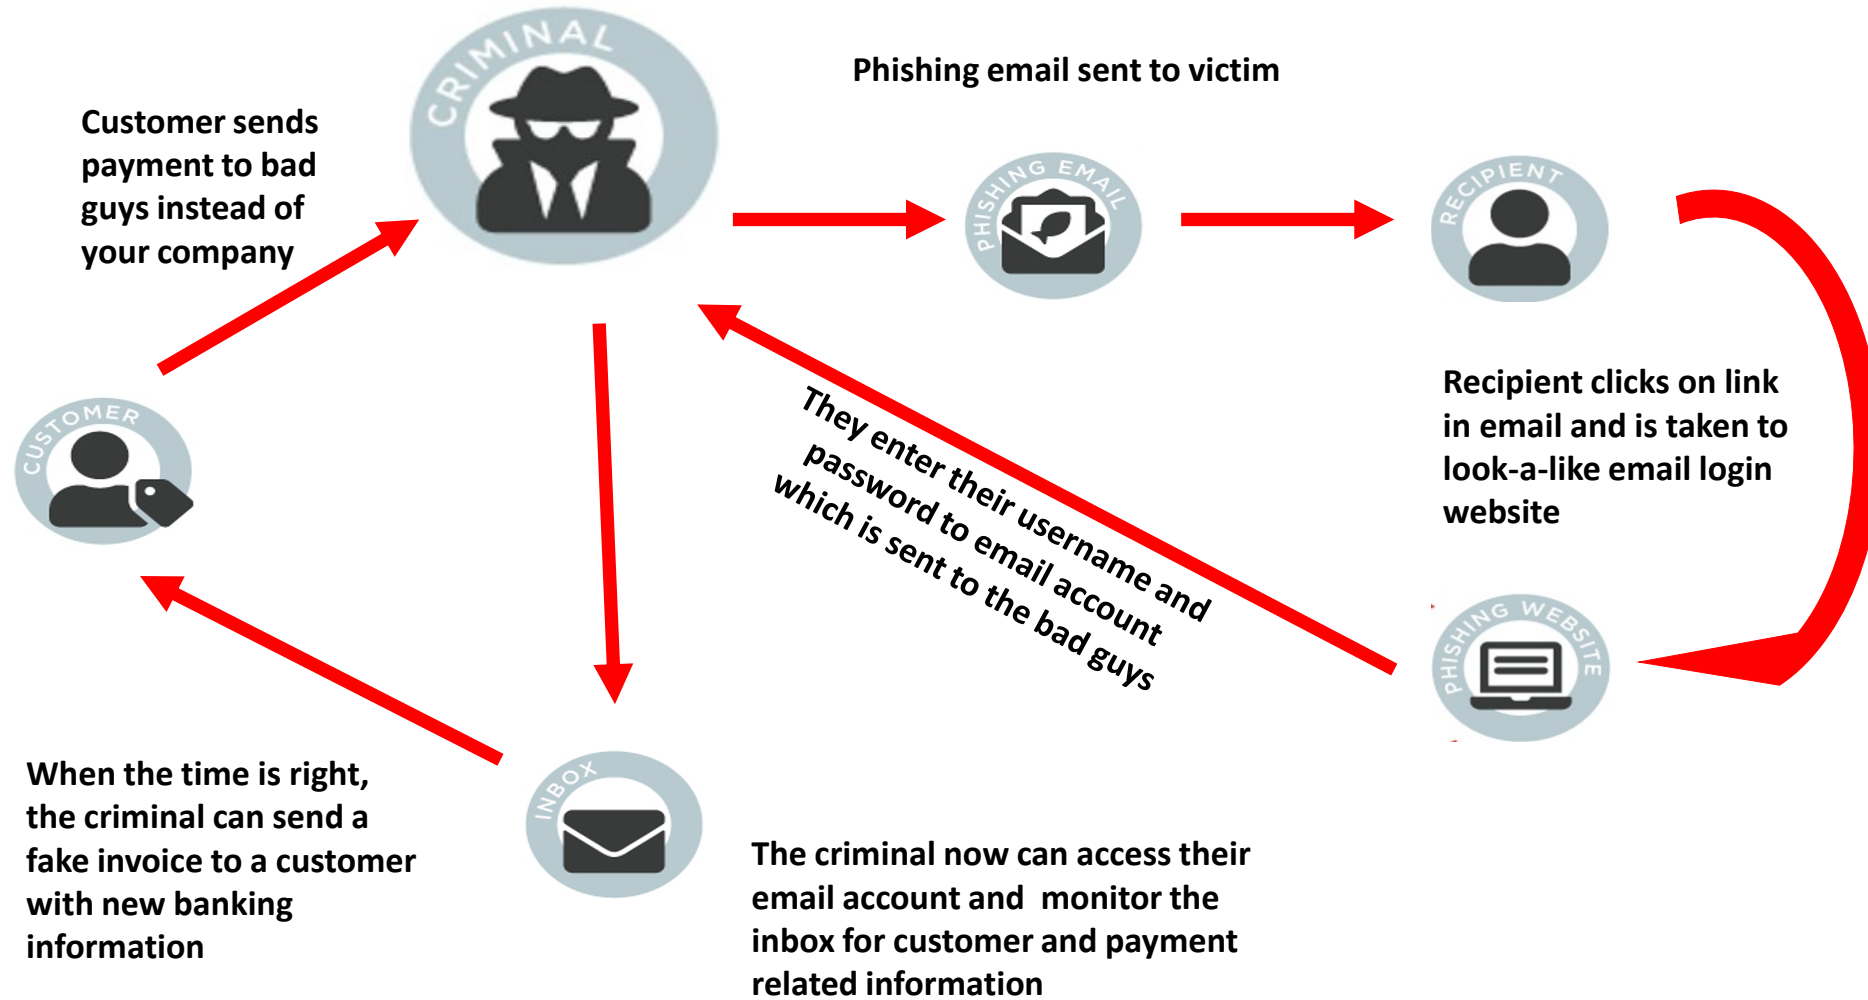 CRIMINAL
Phishing email sent to victim
Customer sends
payment to bad
guys instead of
your company
PHISHING EMAIL
RECIPIENT
Recipient clicks on link
in email and is taken to
look-a-like email login
website
They enter their username and
password to email account
which is sent to the bad guys
CUSTOMER
PHISHING WEBSITE
When the time is right,
the criminal can send a
fake invoice to a customer
with new banking
information
INBOX
The criminal now can access their
email account and  monitor the
inbox for customer and payment
related information